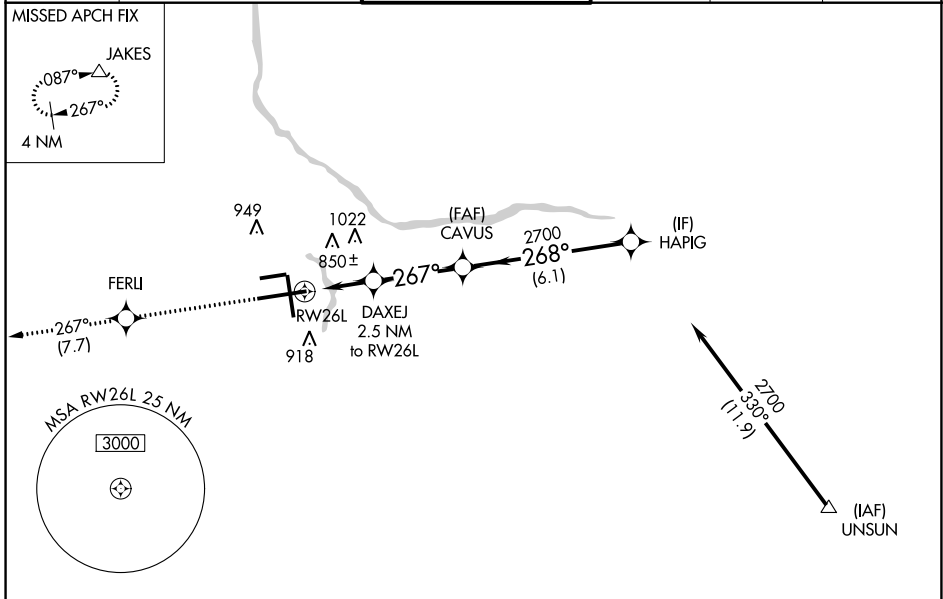 MISSED APCH FIX
JAKES
087°
267°
4 NM
949
1022
850±
(FAF)
CAVUS
2700
268°
(6.1)
(IF)
HAPIG
267°
FERLI
RW26L
DAXEJ
2.5 NM
to RW26L
918
267°
(7.7)
2700
330°
(11.9)
(IAF)
UNSUN
MSA RW26L 25 NM
3000